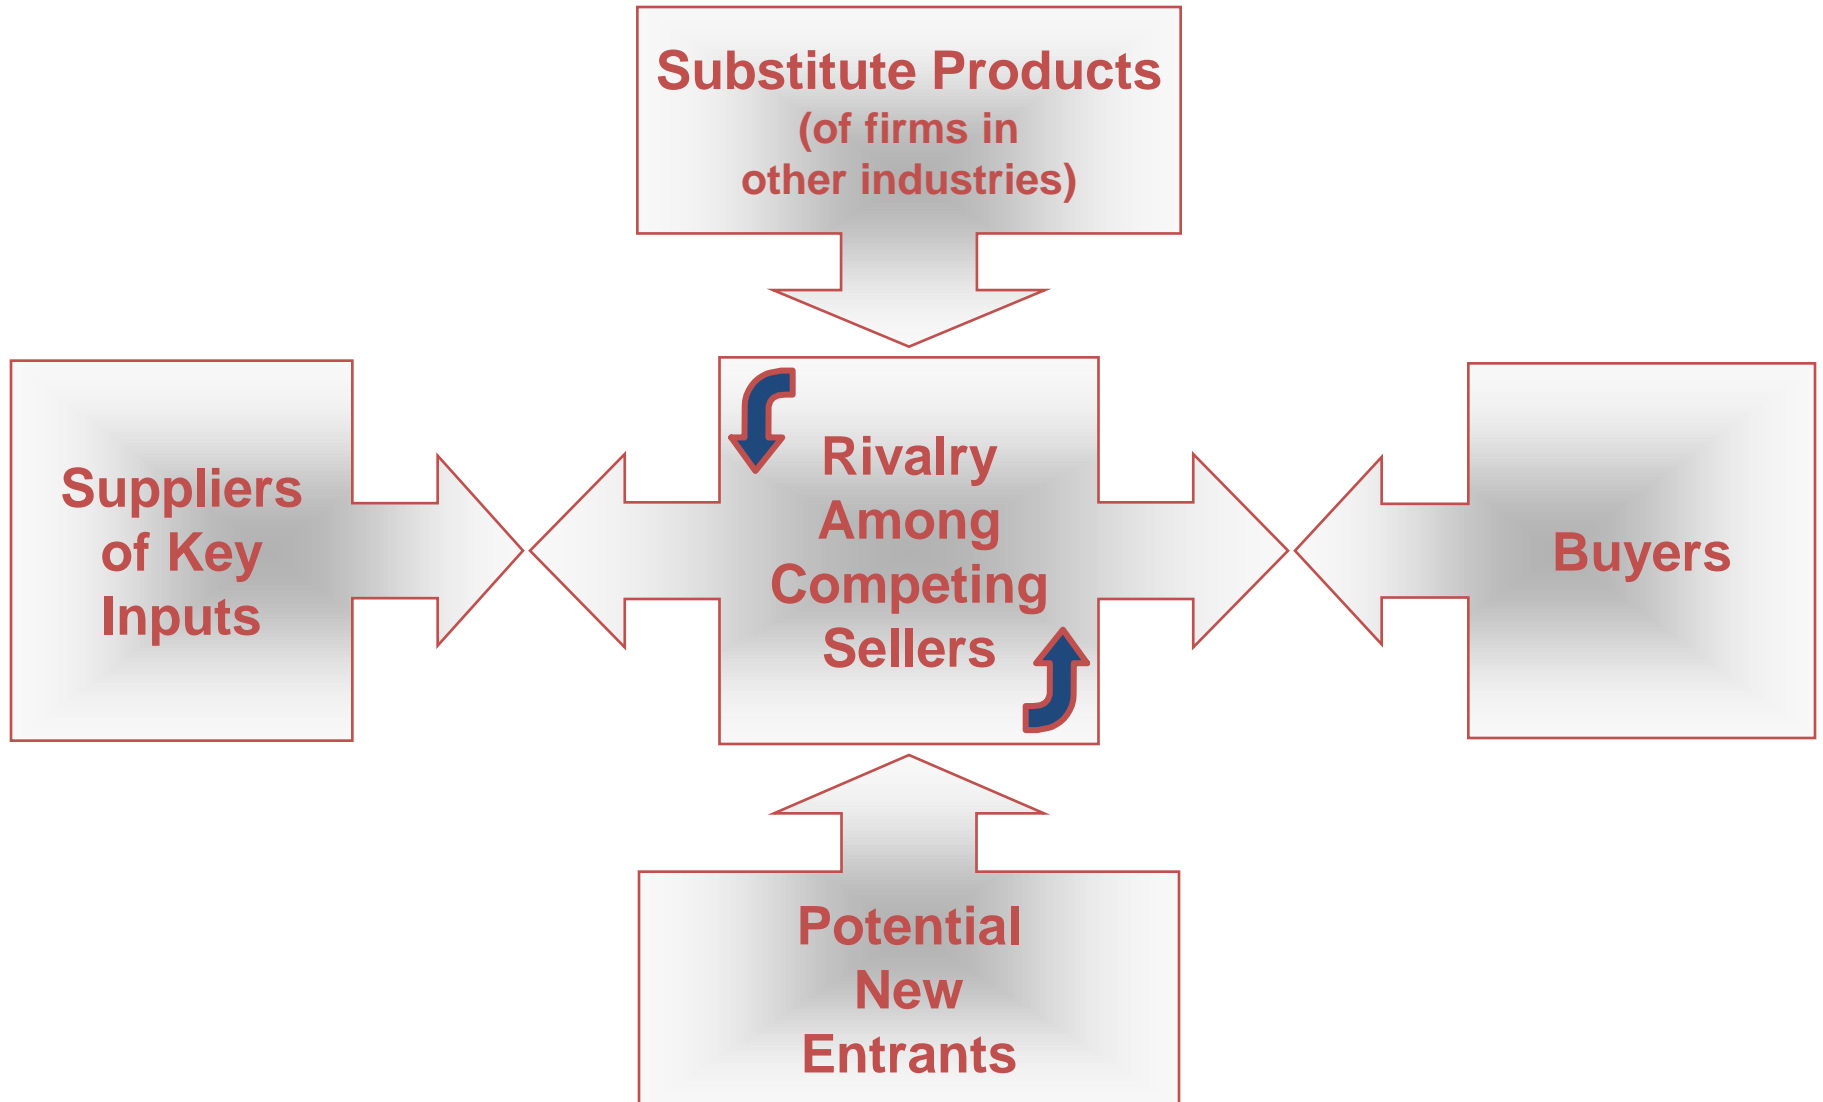 Substitute Products
(of firms in
other industries)
Suppliers
of Key
Inputs
Rivalry
Among
Competing
Sellers
Buyers
Potential
New
Entrants